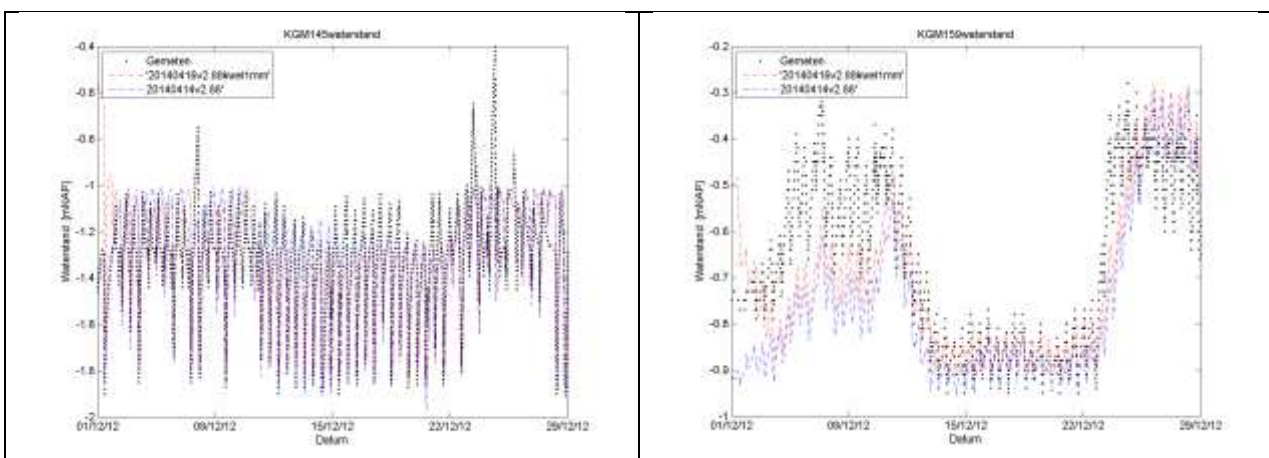 KGM145waterstand
-0.4
-0.6
-0.8
-1
-1.2
-1.4
-1.6
-1.8
-2
Waterstand [mNAP]
Gemeten
'20140419v2.88kwel1mm'
20140414v2.88'
01/12/12 08/12/12 15/12/12 22/12/12 29/12/12
Datum
KGM159waterstand
-0.2
-0.3
-0.4
-0.5
-0.6
-0.7
-0.8
-0.9
-1
Waterstand [mNAP]
Gemeten
'20140419v2.88kwel1mm'
20140414v2.88'
01/12/12 08/12/12 15/12/12 22/12/12 29/12/12
Datum